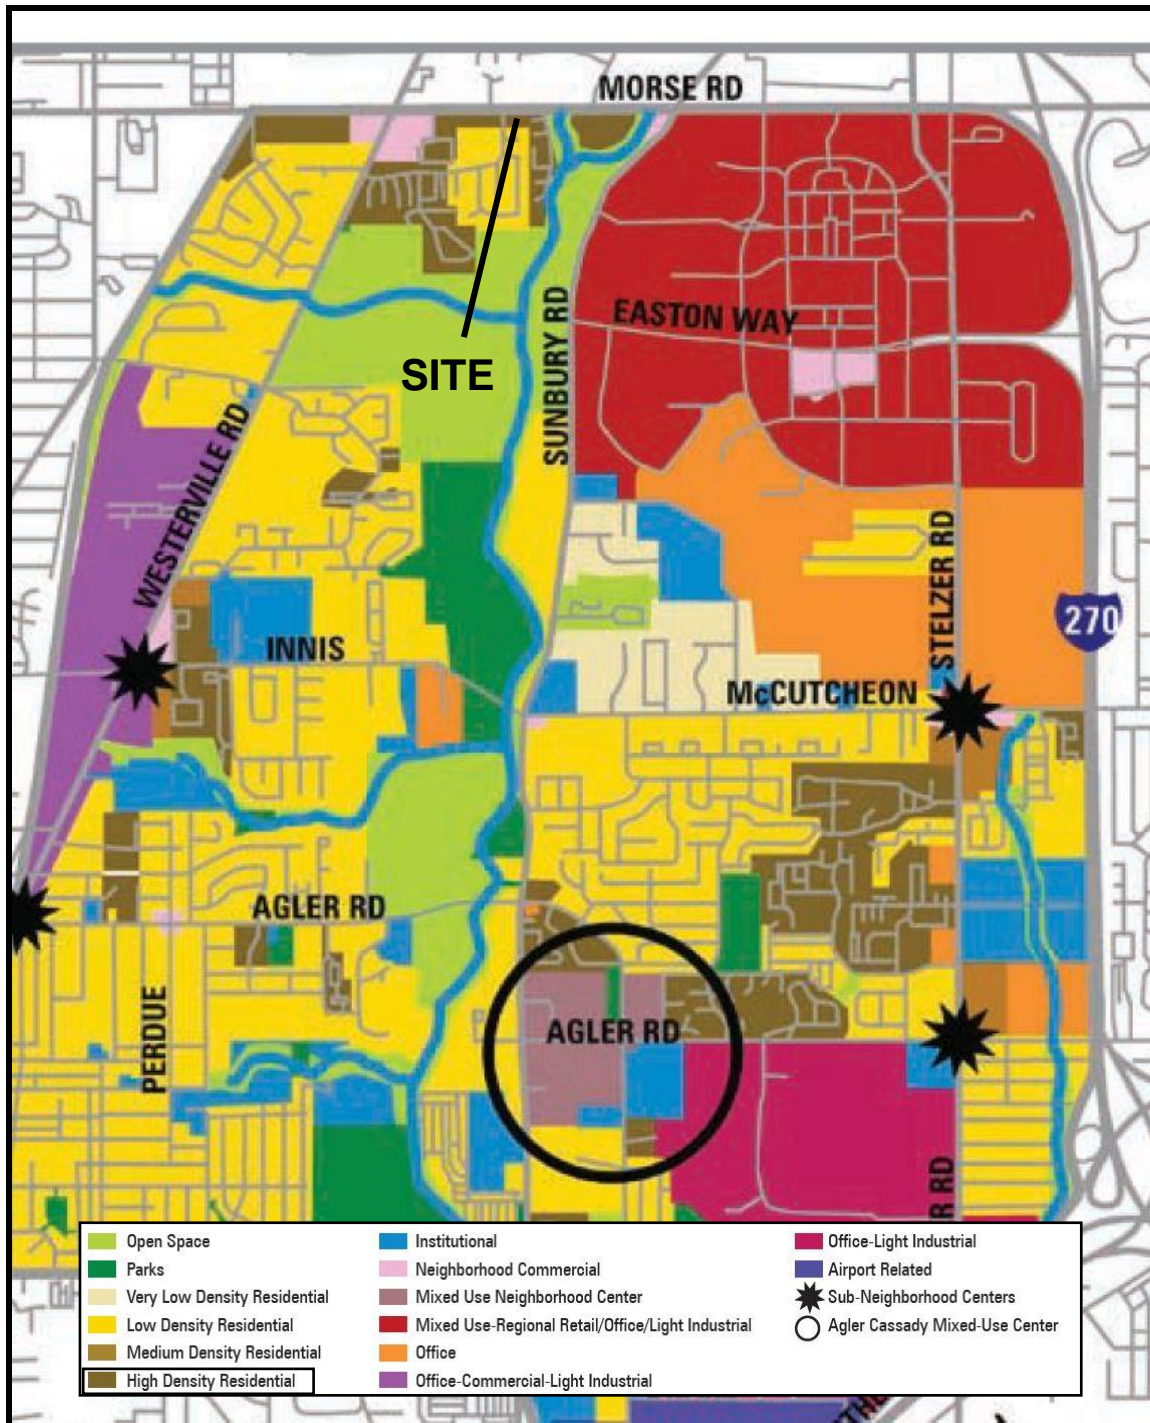 MORSE RD
SUNBURY RD
EASTON WAY
SITE
WESTERVILLE RD
STELZER RD
270
INNIS
McCUTCHEON
AGLER RD
PERDUE
AGLER RD
R RD
Open Space
Parks
Very Low Density Residential
Low Density Residential
Medium Density Residential
High Density Residential
Institutional
Neighborhood Commercial
Mixed Use Neighborhood Center
Mixed Use-Regional Retail/Office/Light Industrial
Office
Office-Commercial-Light Industrial
Office-Light Industrial
Airport Related
Sub-Neighborhood Centers
Agler Cassady Mixed-Use Center